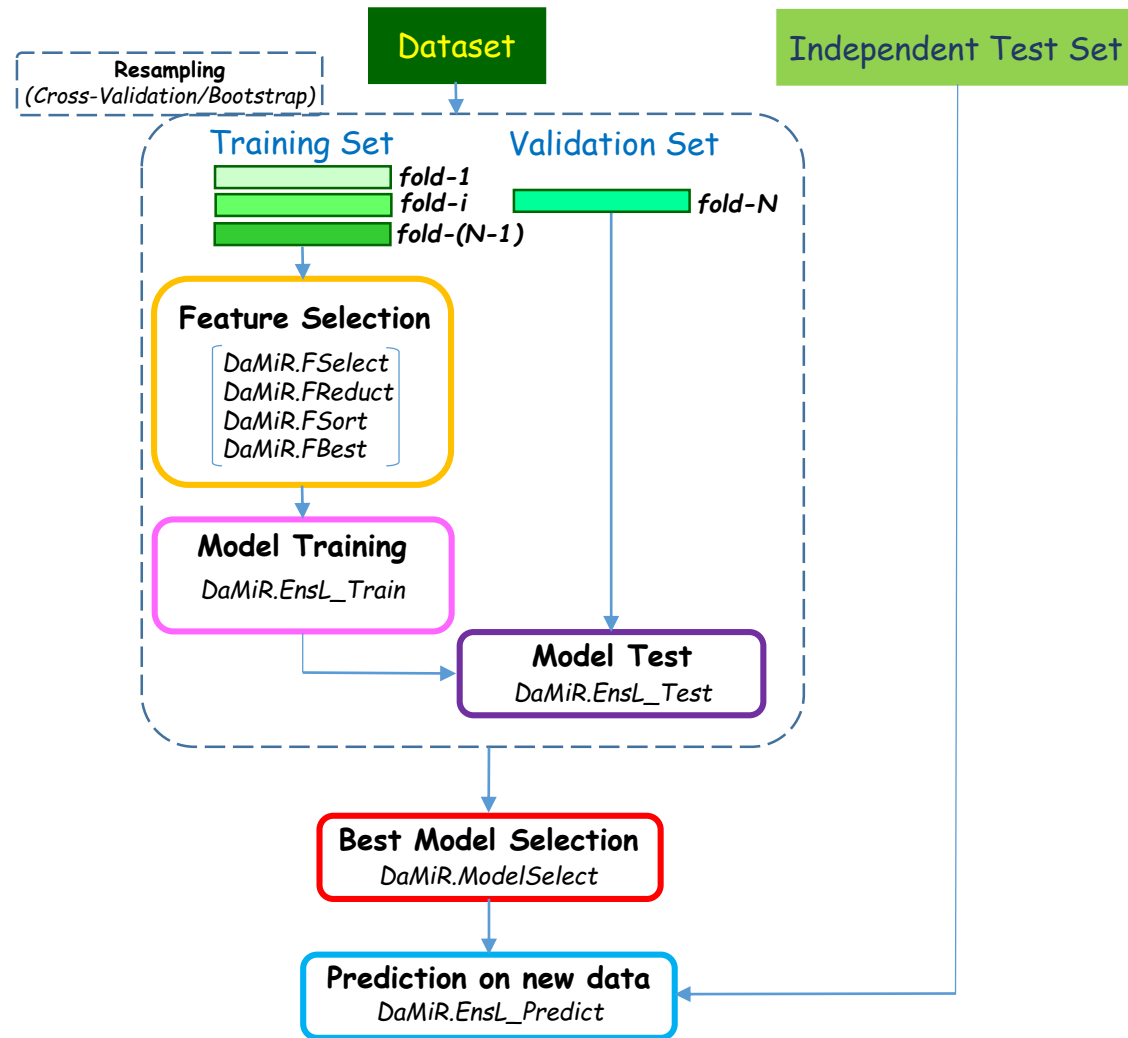 Dataset
Independent Test Set
Resampling
(Cross-Validation/Bootstrap)
Training Set
Validation Set
fold-1
fold-i
fold-(N-1)
fold-N
Feature Selection
DaMiR.FSelect
DaMiR.FReduct
DaMiR.FSort
DaMiR.FBest
Model Training
DaMiR.EnsL_Train
Model Test
DaMiR.EnsL_Test
Best Model Selection
DaMiR.ModelSelect
Prediction on new data
DaMiR.EnsL_Predict